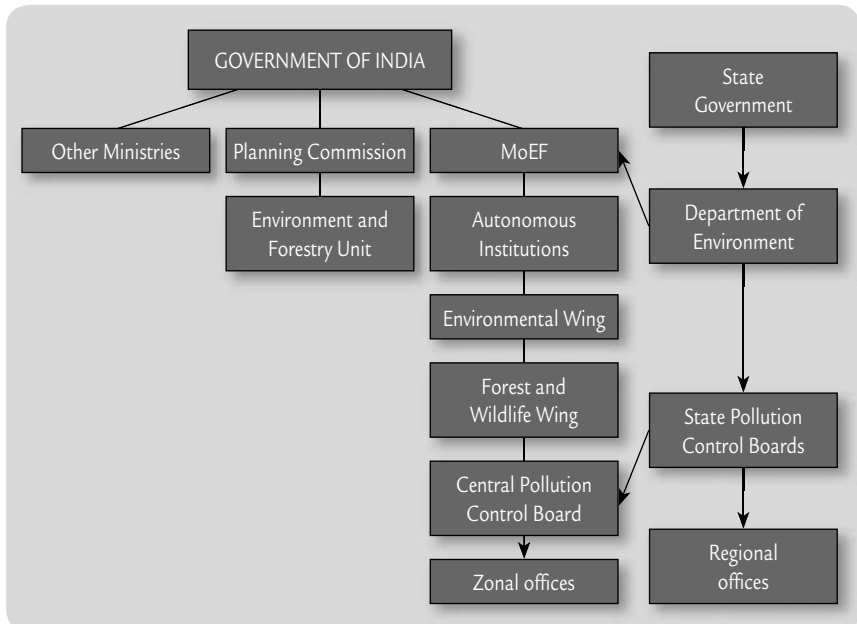 GOVERNMENT OF INDIA
State
Government
Other Ministries
Planning Commission
MoEF
Environment and
Forestry Unit
Autonomous
Institutions
Department of
Environment
Environmental Wing
Forest and
Wildlife Wing
State Pollution
Control Boards
Central Pollution
Control Board
Zonal offices
Regional
offices